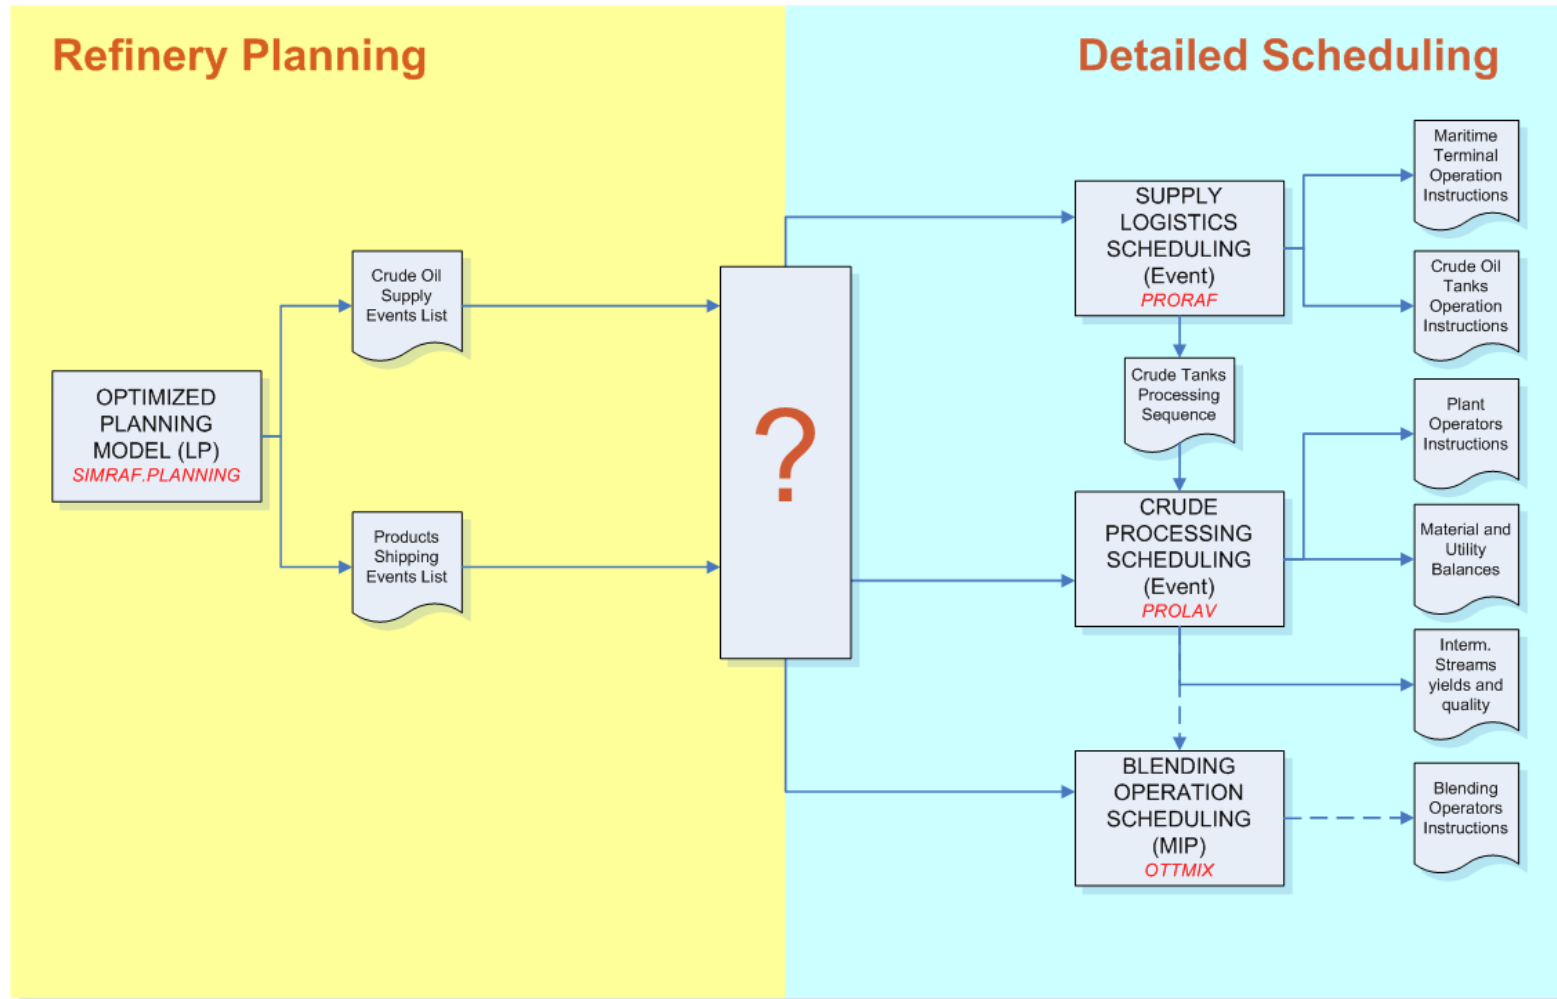 Refinery Planning
Detailed Scheduling
OPTIMIZED
PLANNING
MODEL (LP)
SIMRAF.PLANNING
Crude Oil
Supply
Events List
Products
Shipping
Events List
?
SUPPLY
LOGISTICS
SCHEDULING
(Event)
PRORAF
Crude Tanks
Processing
Sequence
CRUDE
PROCESSING
SCHEDULING
(Event)
PROLAV
BLENDING
OPERATION
SCHEDULING
(MIP)
OTTMIX
Maritime
Terminal
Operation
Instructions
Crude Oil
Tanks
Operation
Instructions
Plant
Operators
Instructions
Material and
Utility
Balances
Interm.
Streams
yields and
quality
Blending
Operators
Instructions